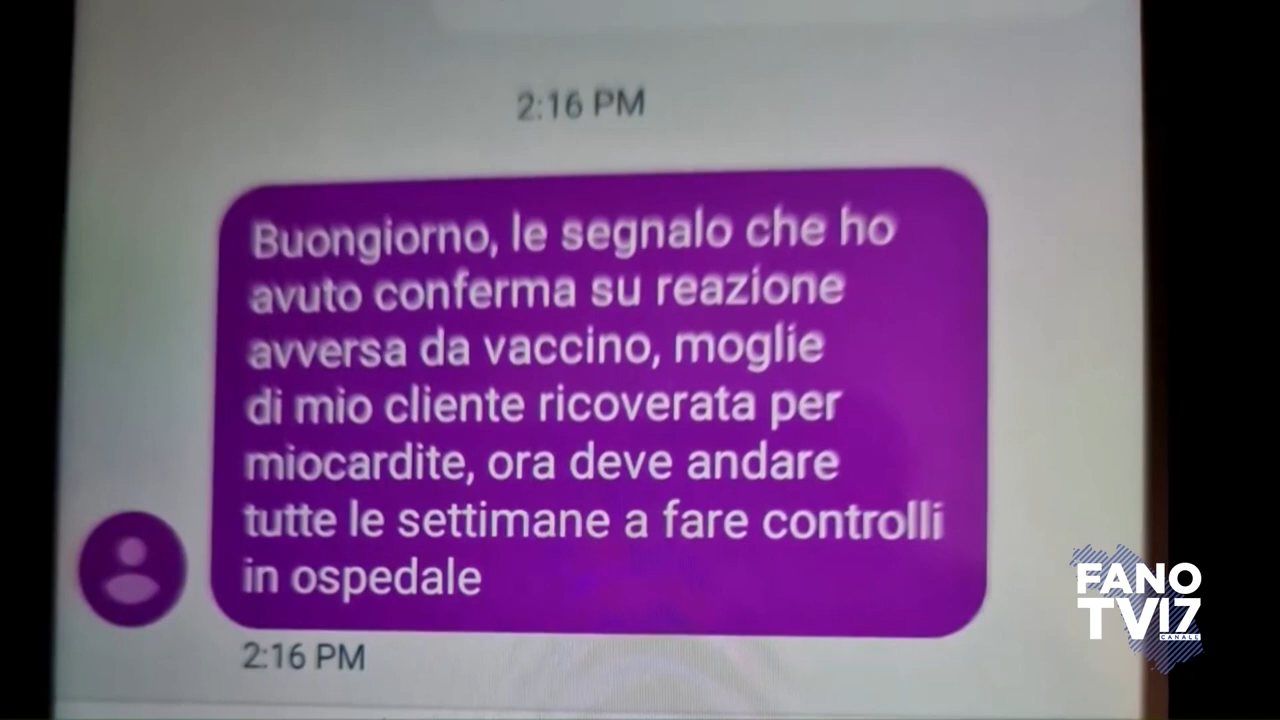 2:16 PM
Buongiorno, le segnalo che ho
avuto conferma su reazione
avversa da vaccino, moglie
di mio cliente ricoverata per
miocardite, ora deve andare
tutte le settimane a fare controlli
in ospedale
2:16 PM
FANO
TV17
CANALE